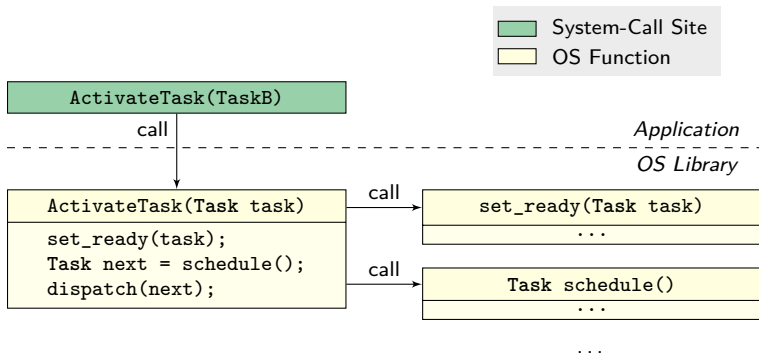 System-Call Site
OS Function
ActivateTask(TaskB)
call
Application
OS Library
ActivateTask(Task task)
set_ready(task);
Task next = schedule();
dispatch(next);
call
set_ready(Task task)
...
call
Task schedule()
...
...